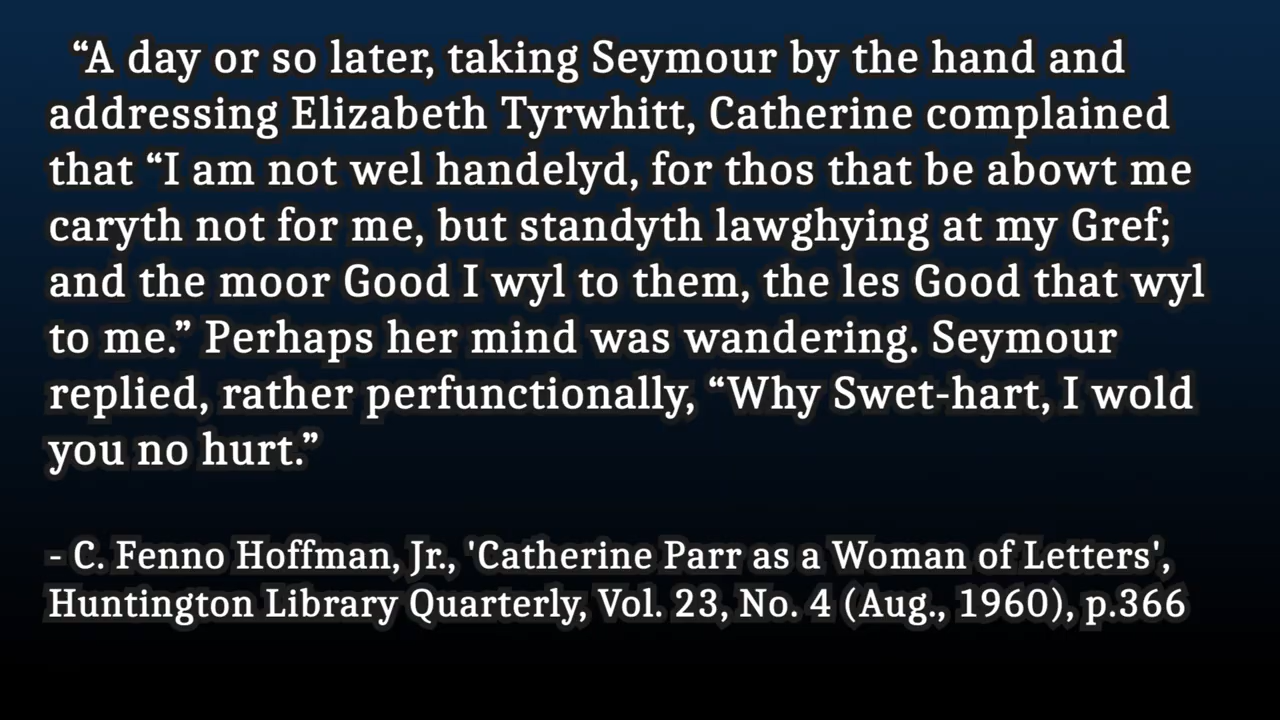 “A day or so later, taking Seymour by the hand and
addressing Elizabeth Tyrwhitt, Catherine complained
that “I am not wel handelyd, for thos that be abowt me
caryth not for me, but standyth lawghying at my Gref;
and the moor Good I wyl to them, the les Good that wyl
to me.” Perhaps her mind was wandering. Seymour
replied, rather perfunctionally, “Why Swet-hart, I wold
you no hurt.”
- C. Fenno Hoffman, Jr., 'Catherine Parr as a Woman of Letters',
Huntington Library Quarterly, Vol. 23, No. 4 (Aug., 1960), p.366